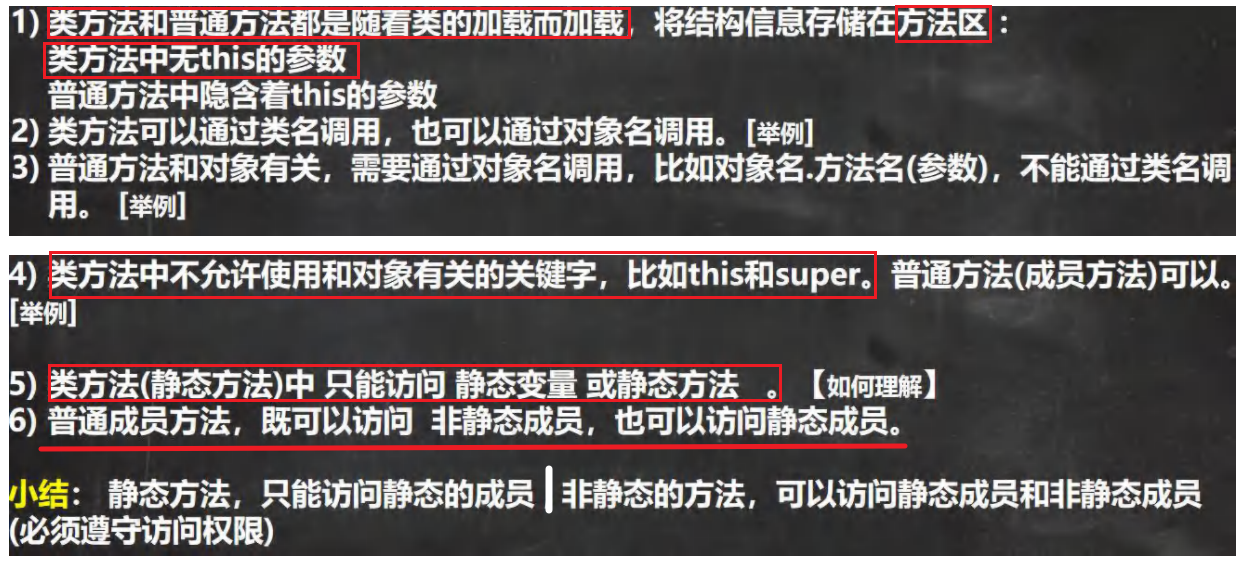 1) 类方法和普通方法都是随着类的加载而加载，将结构信息存储在方法区：
类方法中无this的参数
普通方法中隐含着this的参数
2) 类方法可以通过类名调用，也可以通过对象名调用。[举例]
3) 普通方法和对象有关，需要通过对象名调用，比如对象名.方法名(参数)，不能通过类名调
用。 [举例]
4) 类方法中不允许使用和对象有关的关键字，比如this和super。普通方法(成员方法)可以。
[举例]
5) 类方法(静态方法)中 只能访问 静态变量 或静态方法 。【如何理解】
6) 普通成员方法，既可以访问 非静态成员，也可以访问静态成员。
小结： 静态方法，只能访问静态的成员 | 非静态的方法，可以访问静态成员和非静态成员
(必须遵守访问权限)